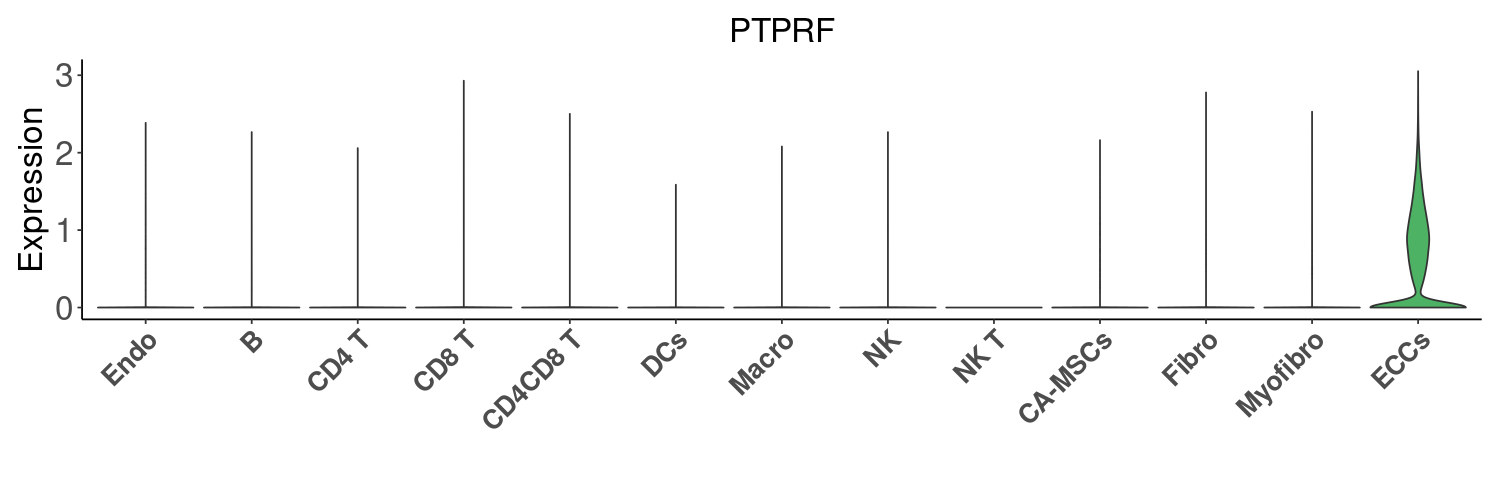 PTPRF
Expression
3
2
1
0
Endo
B
CD4 T
CD8 T
CD4CD8 T
DCs
Macro
NK
NK T
CA-MSCs
Fibro
Myofibro
ECCs